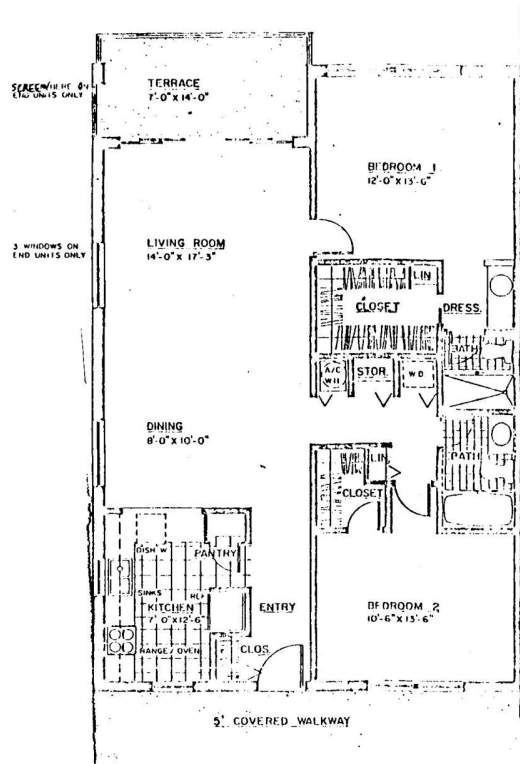 TERRACE
7'-0" X 14'-0"
SCREEN HERE ON
END UNITS ONLY
BEDROOM 1
12'-0" X 13'-6"
3 WINDOWS ON
END UNITS ONLY
LIVING ROOM
14'-0" X 17'-3"
LIN
CLOSET
DRESS.
BATH
A/C
WH
STOR.
W D
DINING
8'-0" X 10'-0"
LIN
BATH
CLOSET
DISH W
PANTRY
SINKS
REF
KITCHEN
7' 0" X 12'-6"
ENTRY
BEDROOM 2
10'-6" X 13'-6"
RANGE / OVEN
CLOS.
5' COVERED WALKWAY